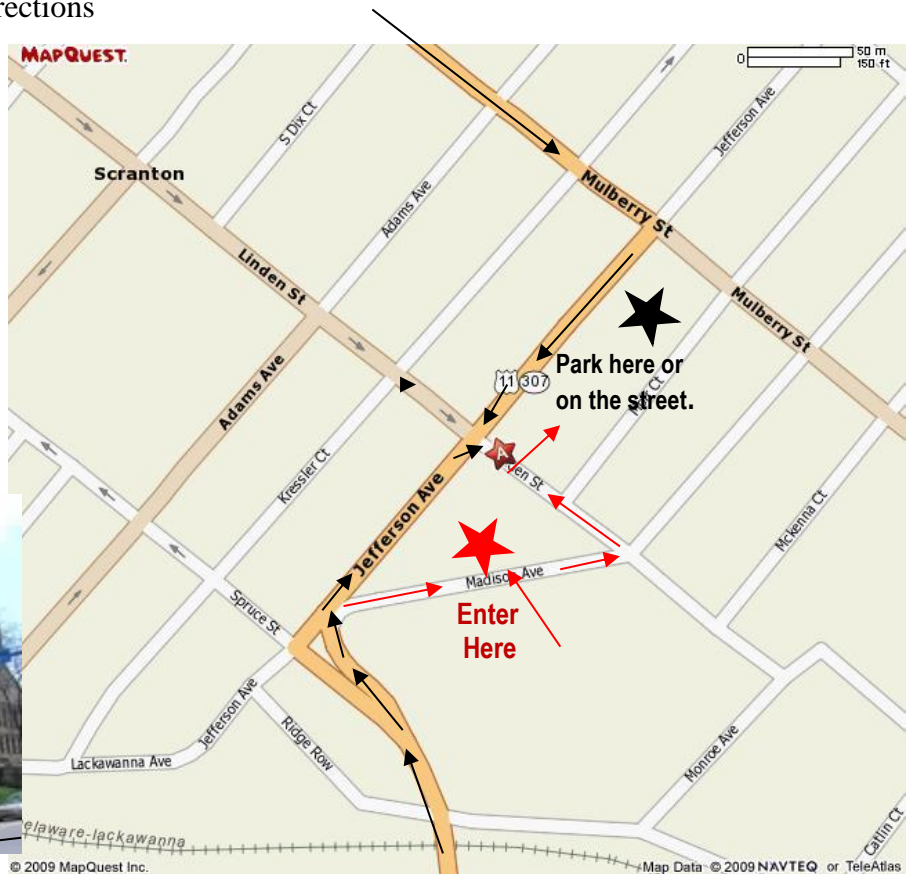 rections
MAPQUEST.
0 50 m
150 ft
S Dix Ct
Jefferson Ave
Scranton
Adams Ave
Mulberry St
Linden St
Mulberry St
Park here or
on the street.
11 307
Ct
Adams Ave
A
en St
Kressler Ct
Jefferson Ave
Mckenna Ct
Madison Ave
Spruce St
Enter
Here
Jefferson Ave
Ridge Row
Monroe Ave
Lackawanna Ave
Catlin Ct
elaware-lackawanna
© 2009 MapQuest Inc.
Map Data © 2009 NAVTEQ or TeleAtlas